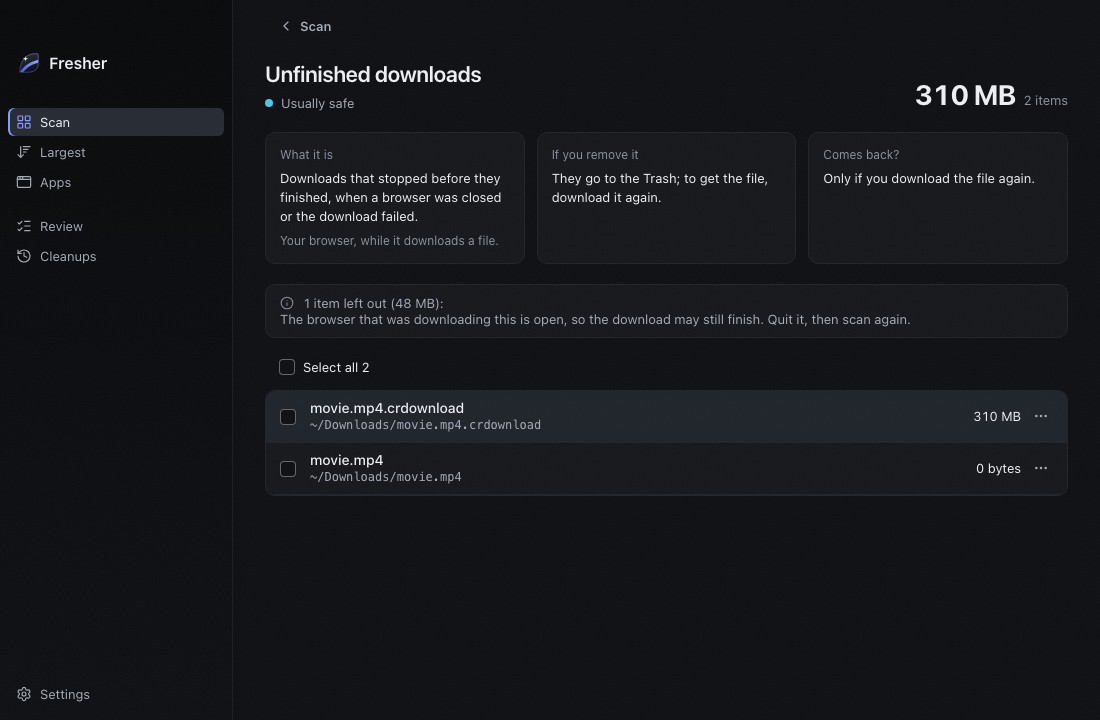 Scan
Fresher
Scan
Largest
Apps
Review
Cleanups
Settings
Unfinished downloads
Usually safe
310 MB 2 items
What it is
Downloads that stopped before they
finished, when a browser was closed
or the download failed.
Your browser, while it downloads a file.
If you remove it
They go to the Trash; to get the file,
download it again.
Comes back?
Only if you download the file again.
1 item left out (48 MB):
The browser that was downloading this is open, so the download may still finish. Quit it, then scan again.
Select all 2
movie.mp4.crdownload
~/Downloads/movie.mp4.crdownload
310 MB
movie.mp4
~/Downloads/movie.mp4
0 bytes